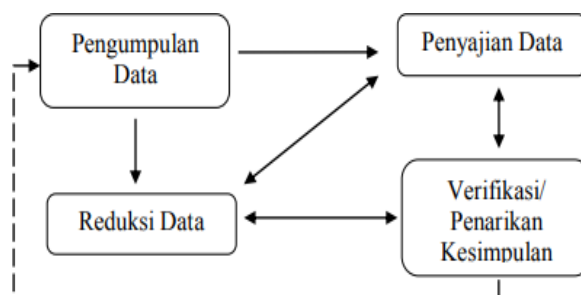 Pengumpulan
Data
Penyajian Data
Reduksi Data
Verifikasi/
Penarikan
Kesimpulan